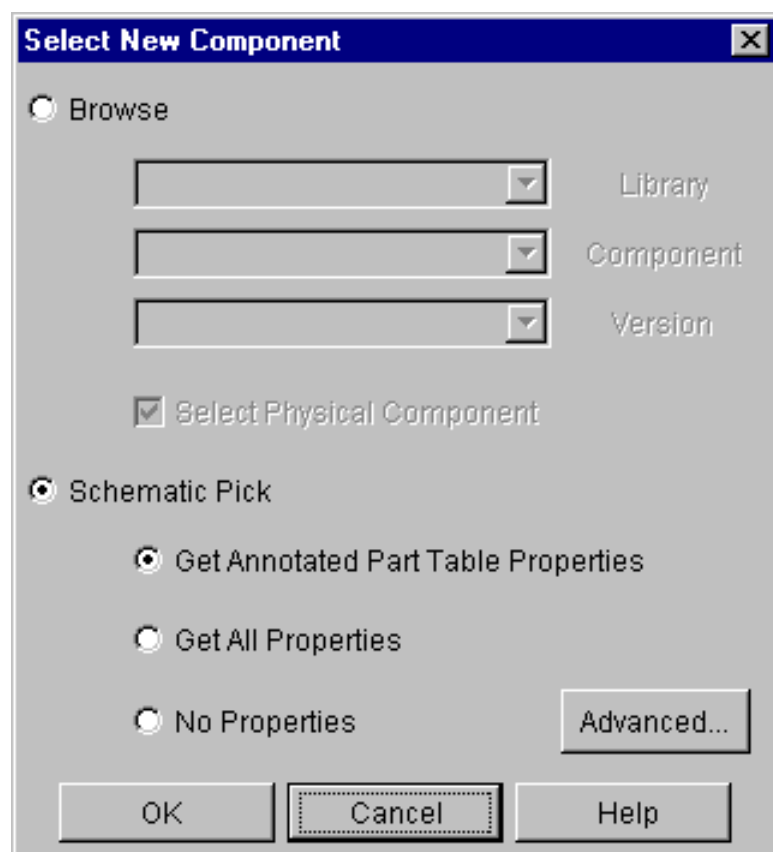 Select New Component
Browse
Library
Component
Version
Select Physical Component
Schematic Pick
Get Annotated Part Table Properties
Get All Properties
No Properties
Advanced...
OK Cancel Help